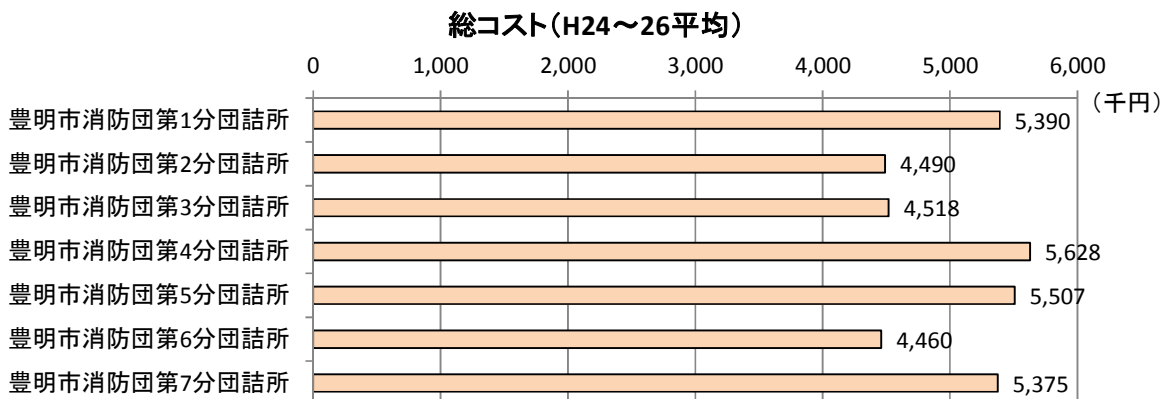 総コスト（H24～26平均）
0 1,000 2,000 3,000 4,000 5,000 6,000
（千円）
豊明市消防団第1分団詰所 5,390
豊明市消防団第2分団詰所 4,490
豊明市消防団第3分団詰所 4,518
豊明市消防団第4分団詰所 5,628
豊明市消防団第5分団詰所 5,507
豊明市消防団第6分団詰所 4,460
豊明市消防団第7分団詰所 5,375